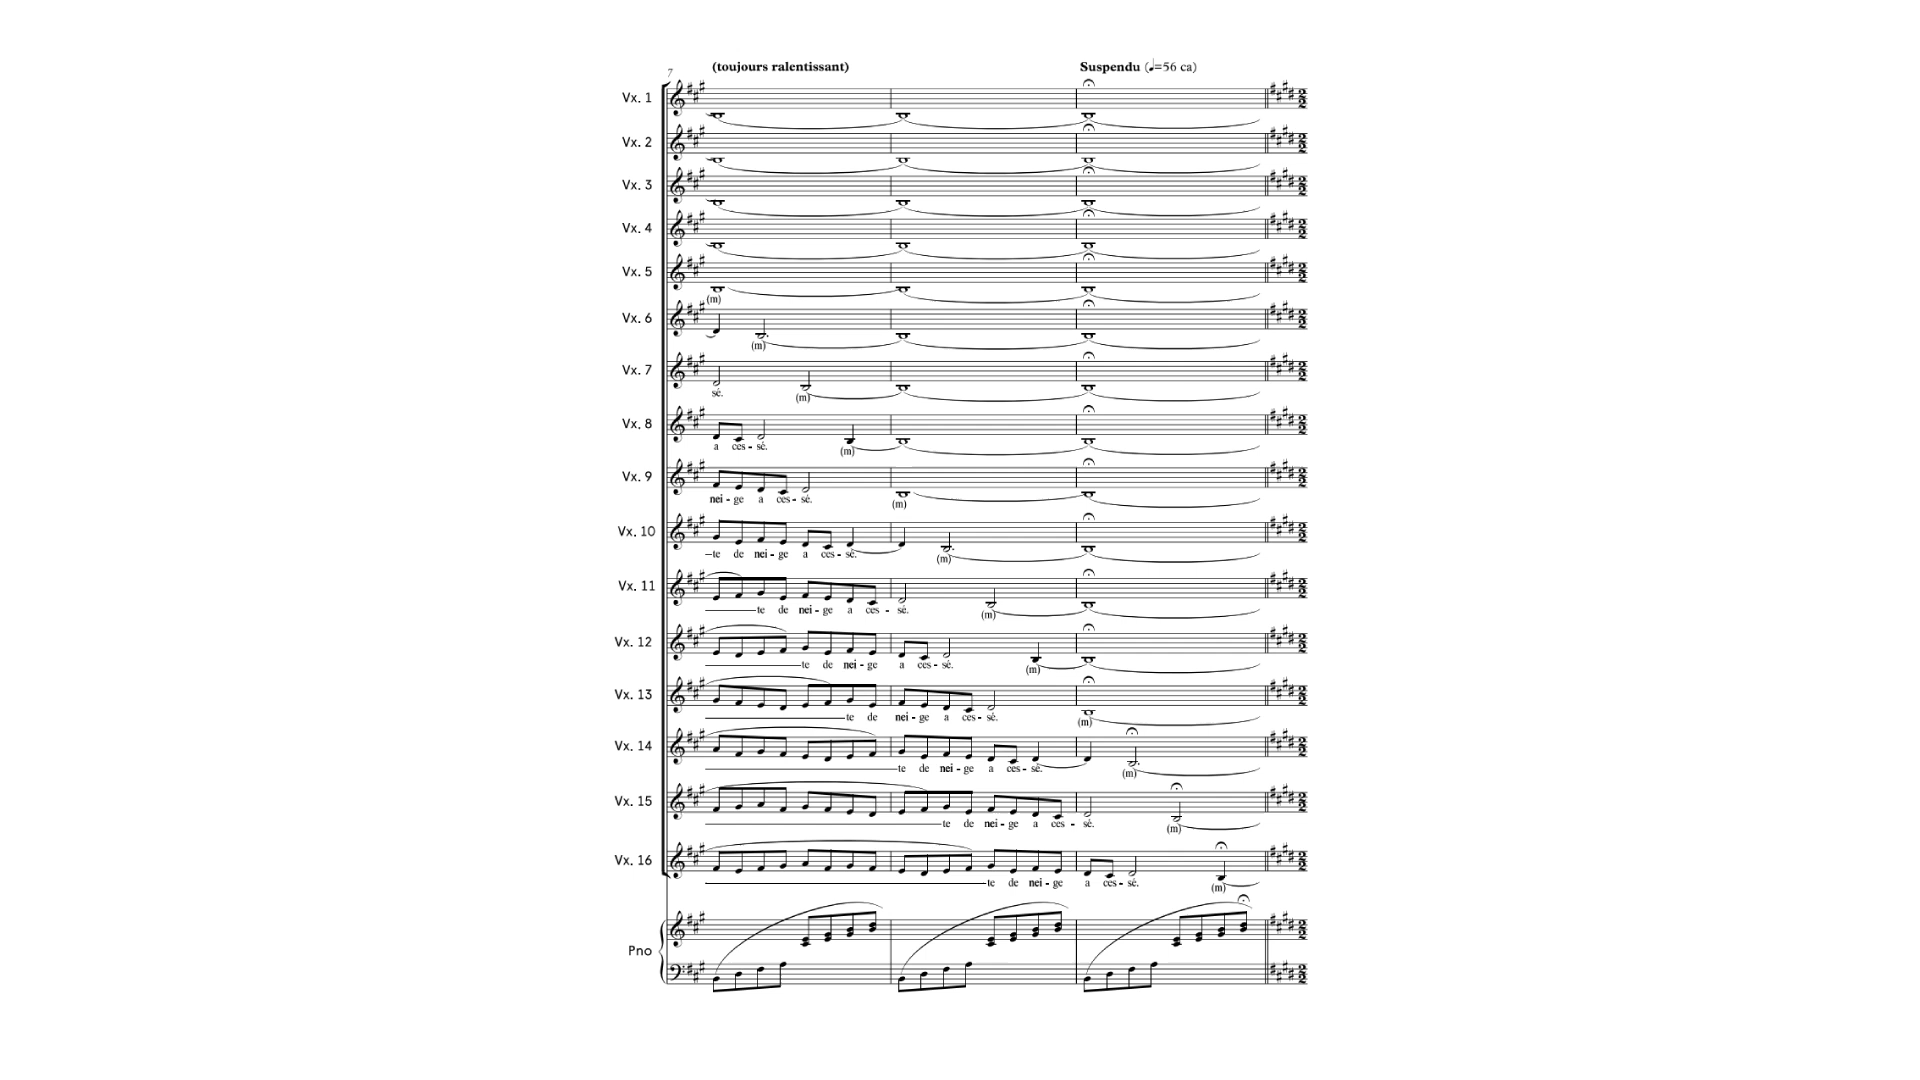 (toujours ralentissant) Suspendu (♩=56 ca)
7
Vx. 1
Vx. 2
Vx. 3
Vx. 4
Vx. 5
(m)
Vx. 6
(m)
Vx. 7
sé. (m)
Vx. 8
a ces - sé. (m)
Vx. 9
nei - ge a ces - sé. (m)
Vx. 10
te de nei - ge a ces - sé. (m)
Vx. 11
te de nei - ge a ces - sé. (m)
Vx. 12
te de nei - ge a ces - sé. (m)
Vx. 13
te de nei - ge a ces - sé. (m)
Vx. 14
te de nei - ge a ces - sé. (m)
Vx. 15
te de nei - ge a ces - sé. (m)
Vx. 16
te de nei - ge a ces - sé. (m)
Pno